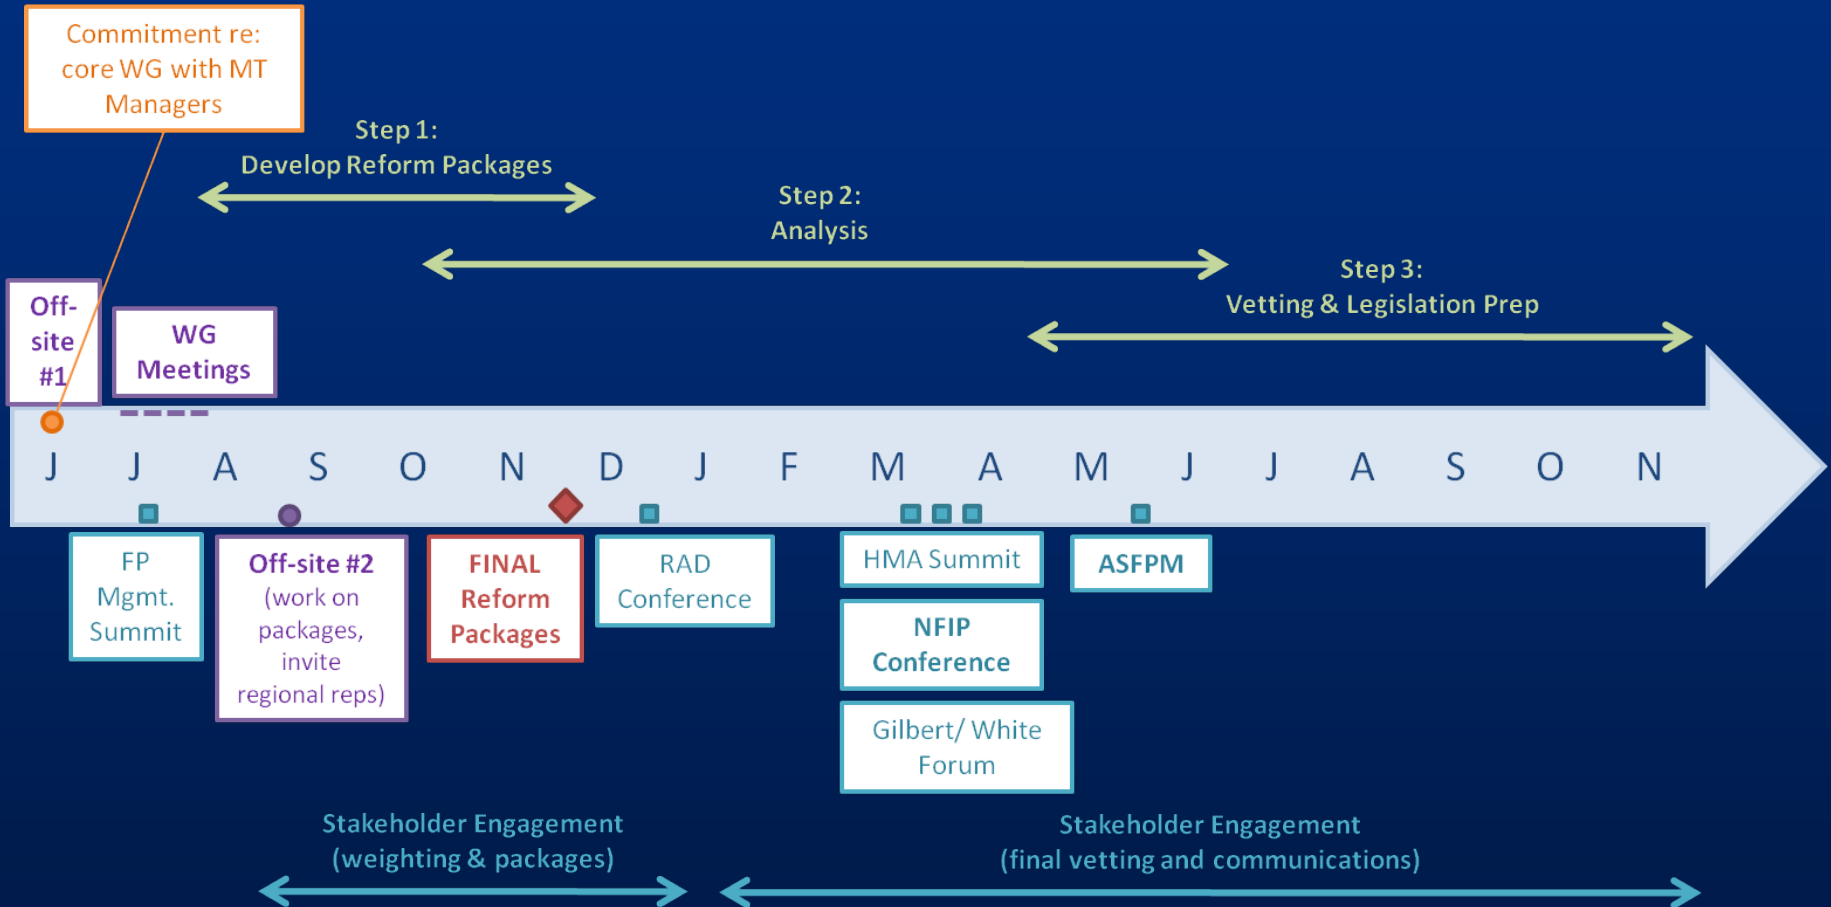 Commitment re:
core WG with MT
Managers
Step 1:
Develop Reform Packages
Step 2:
Analysis
Step 3:
Vetting & Legislation Prep
Off-
site
#1
WG
Meetings
J J A S O N D J F M A M J J A S O N
FP
Mgmt.
Summit
Off-site #2
(work on
packages,
invite
regional reps)
FINAL
Reform
Packages
RAD
Conference
HMA Summit
NFIP
Conference
Gilbert/ White
Forum
ASFPM
Stakeholder Engagement
(weighting & packages)
Stakeholder Engagement
(final vetting and communications)